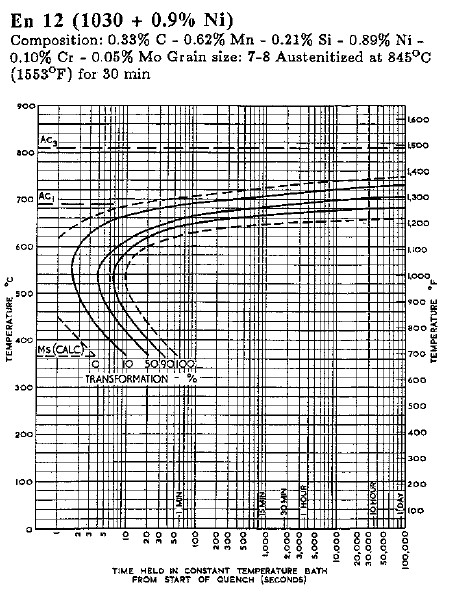 En 12 (1030 + 0.9% Ni)
Composition: 0.33% C - 0.62% Mn - 0.21% Si - 0.89% Ni -
0.10% Cr - 0.05% Mo Grain size: 7-8 Austenitized at 845°C
(1553°F) for 30 min
900
800
700
600
500
400
300
200
100
0
TEMPERATURE °C
AC3
AC1
MS (CALC)
0 10 50 90 100
TRANSFORMATION - %
1,600
1,500
1,400
1,300
1,200
1,100
1,000
900
800
700
600
500
400
300
200
100
TEMPERATURE °F
1 MIN
15 MIN
30 MIN
1 HOUR
10 HOUR
1 DAY
1 2 3 5 10 20 30 50 100 200 300 500 1,000 2,000 3,000 5,000 10,000 20,000 30,000 50,000 100,000
TIME HELD IN CONSTANT TEMPERATURE BATH
FROM START OF QUENCH (SECONDS)